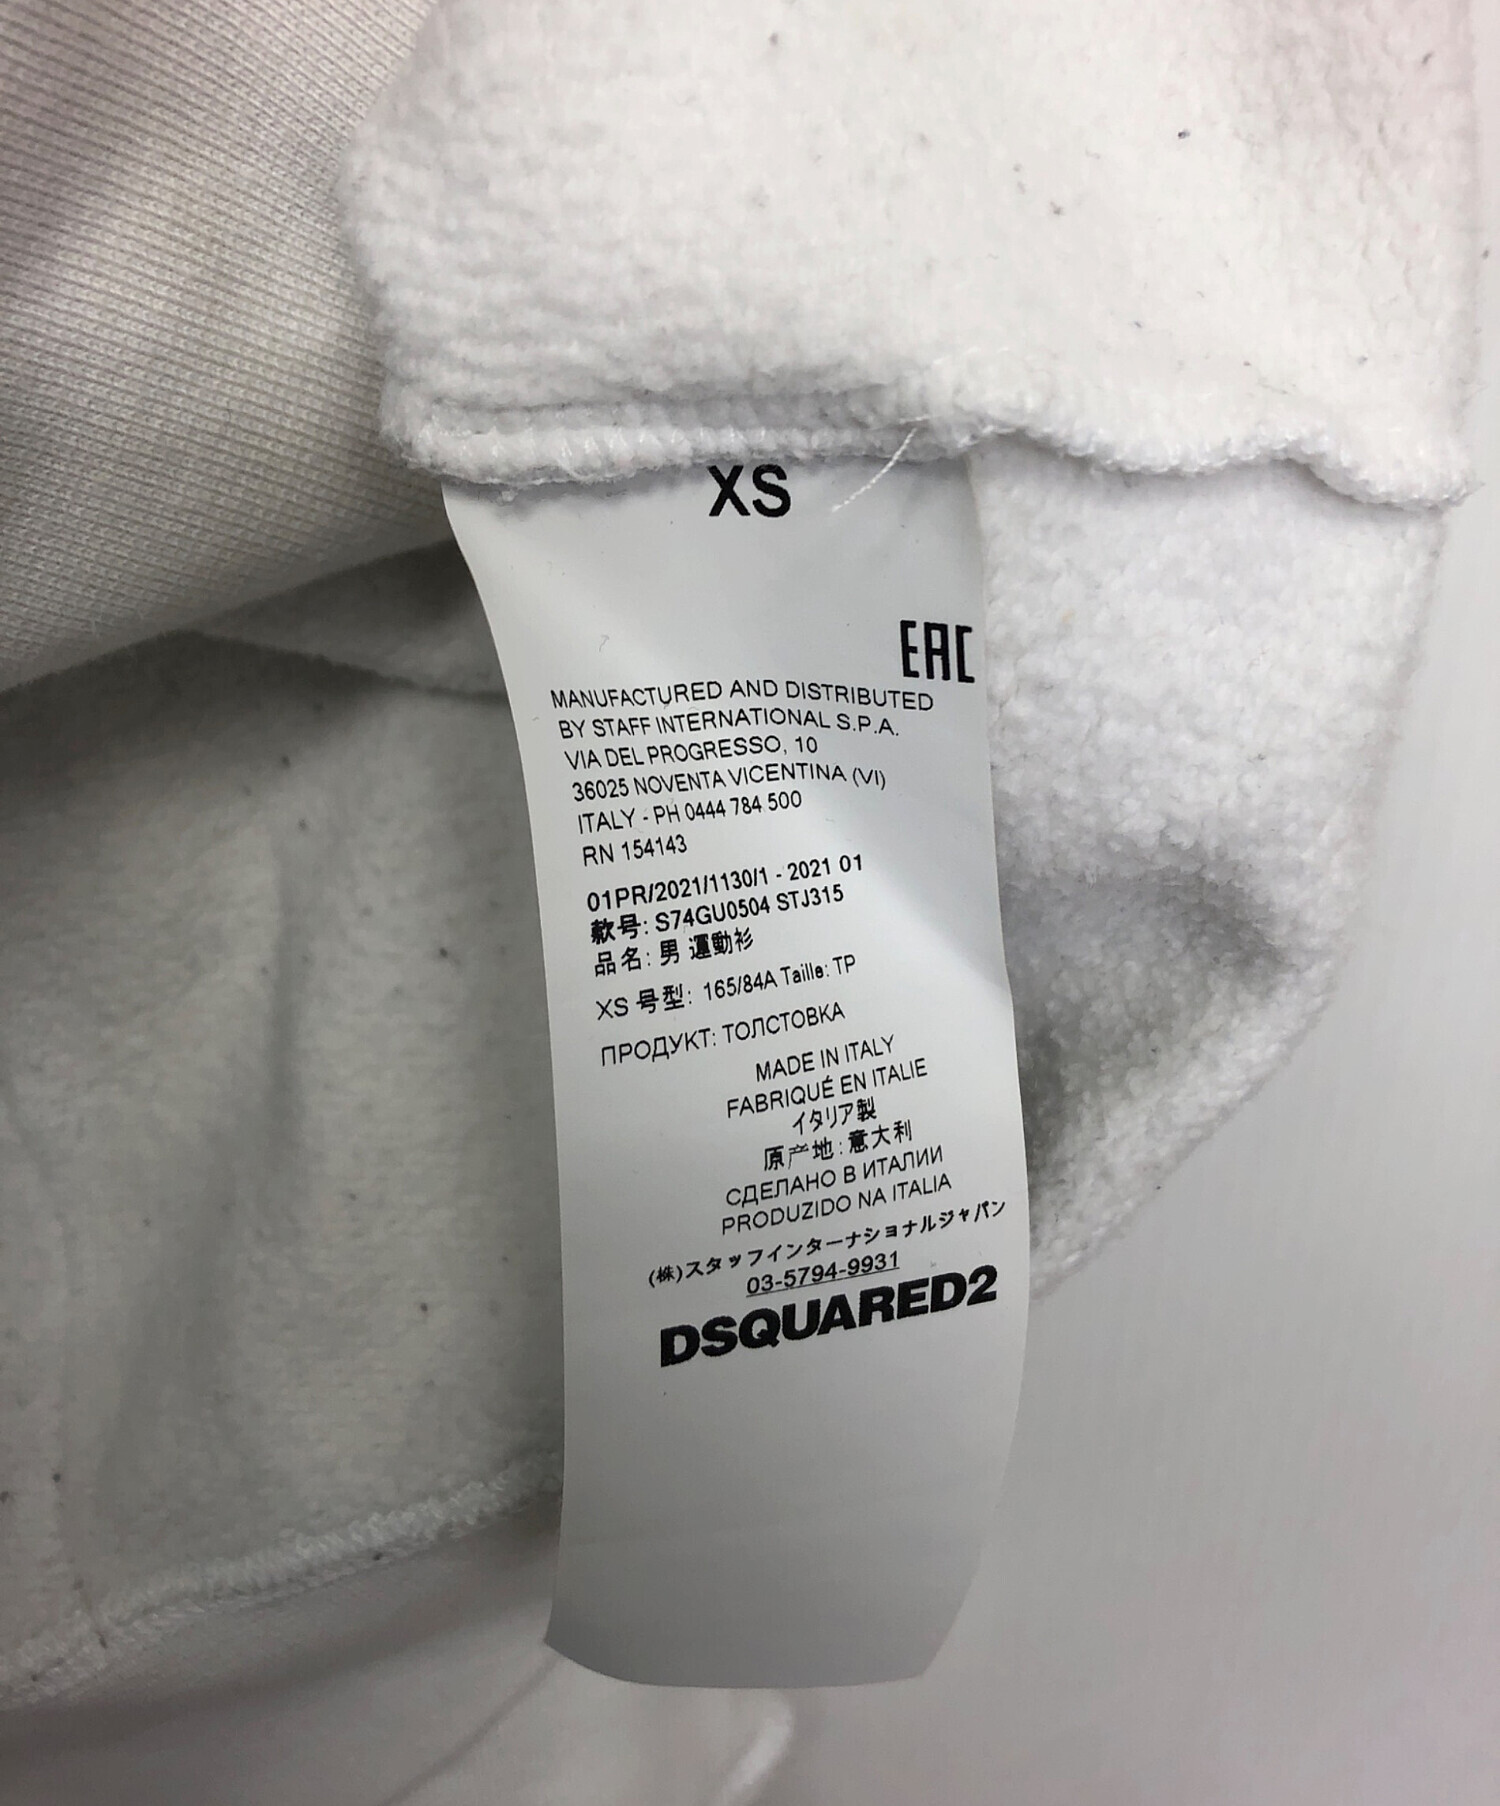 XS
EAC
MANUFACTURED AND DISTRIBUTED
BY STAFF INTERNATIONAL S.P.A.
VIA DEL PROGRESSO, 10
36025 NOVENTA VICENTINA (VI)
ITALY - PH 0444 784 500
RN 154143
01PR/2021/1130/1 - 2021 01
款号: S74GU0504 STJ315
品名: 男 運動衫
XS 号型: 165/84A Taille: TP
ПРОДУКТ: ТОЛСТОВКА
MADE IN ITALY
FABRIQUÉ EN ITALIE
イタリア製
原产地: 意大利
СДЕЛАНО В ИТАЛИИ
PRODUZIDO NA ITALIA
(株)スタッフインターナショナルジャパン
03-5794-9931
DSQUARED2